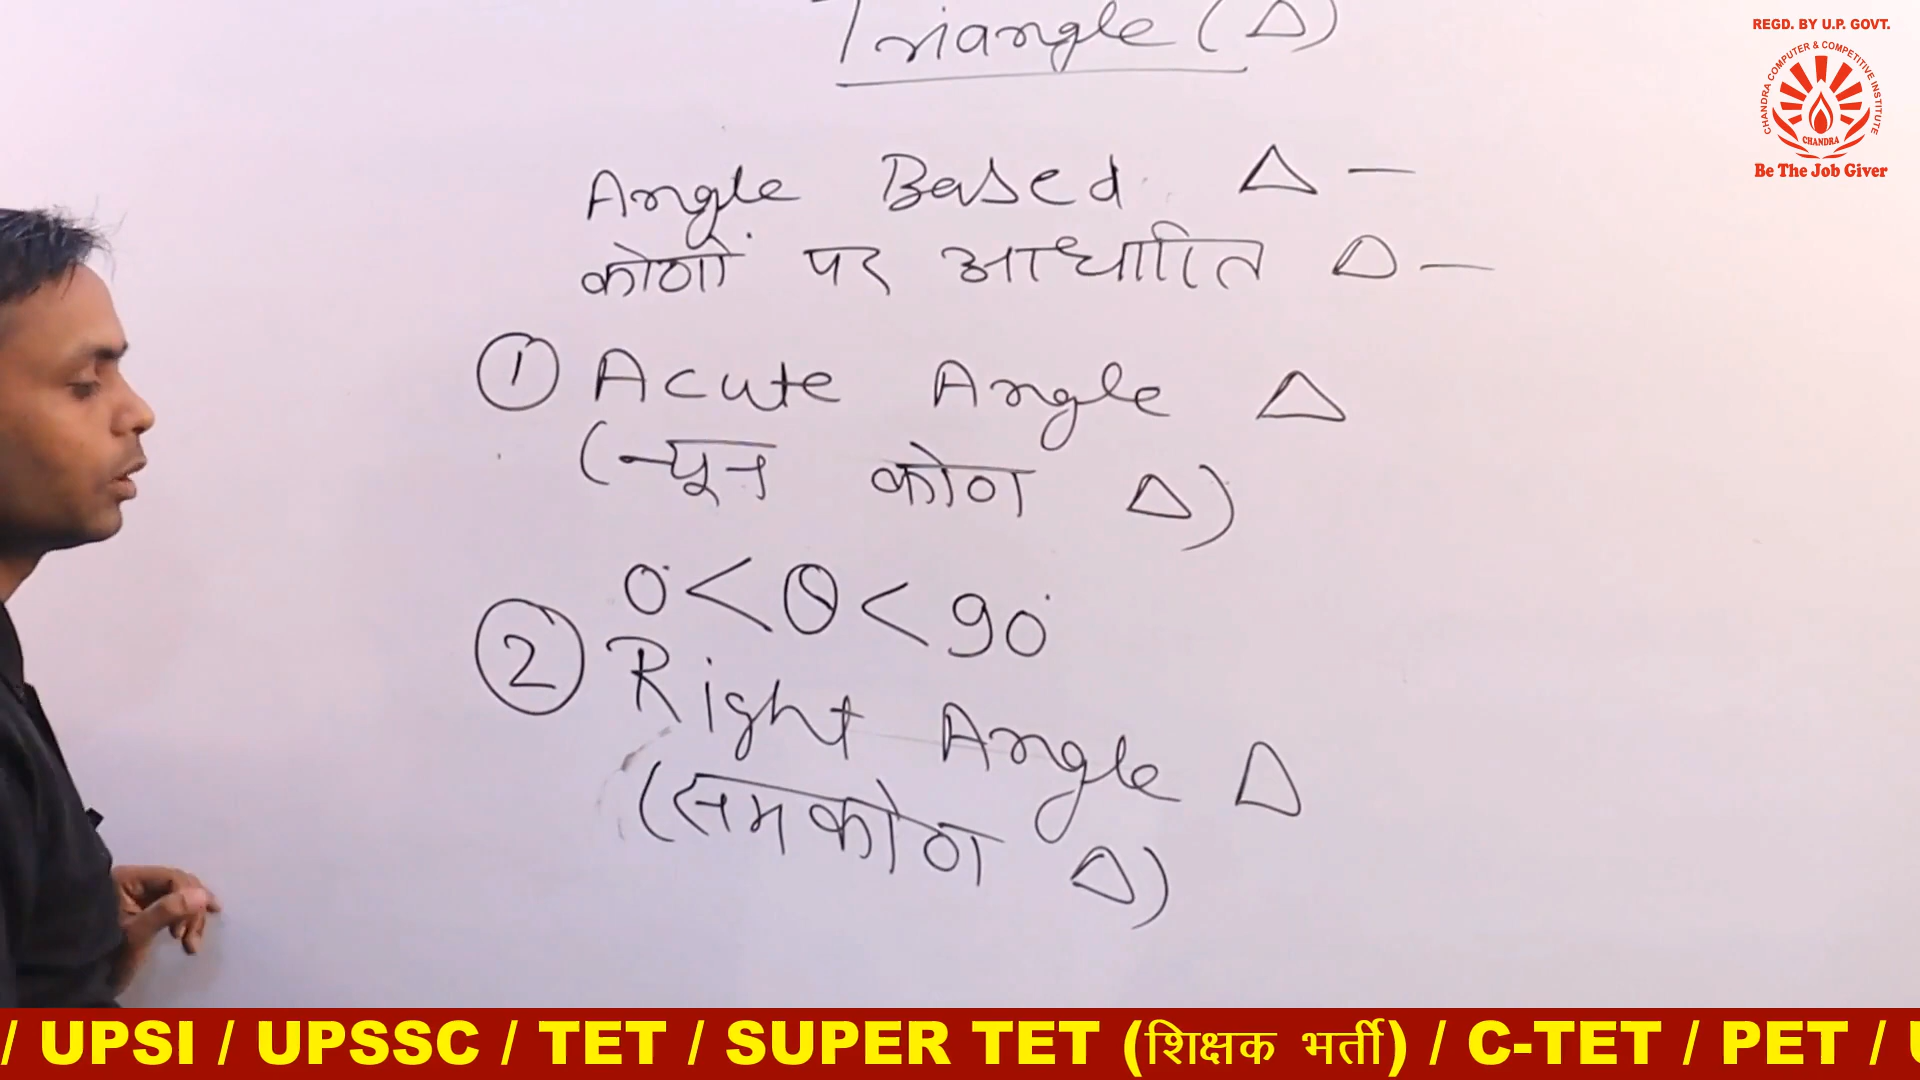 Triangle (Δ)
Angle Based Δ —
कोणों पर आधारित Δ —
① Acute Angle Δ
(न्यून कोण Δ)
0° < θ < 90°
② Right Angle Δ
(समकोण Δ)
REGD. BY U.P. GOVT.
CHANDRA COMPUTER & COMPETITIVE INSTITUTE
CHANDRA
Be The Job Giver
/ UPSI / UPSSC / TET / SUPER TET (शिक्षक भर्ती) / C-TET / PET / U